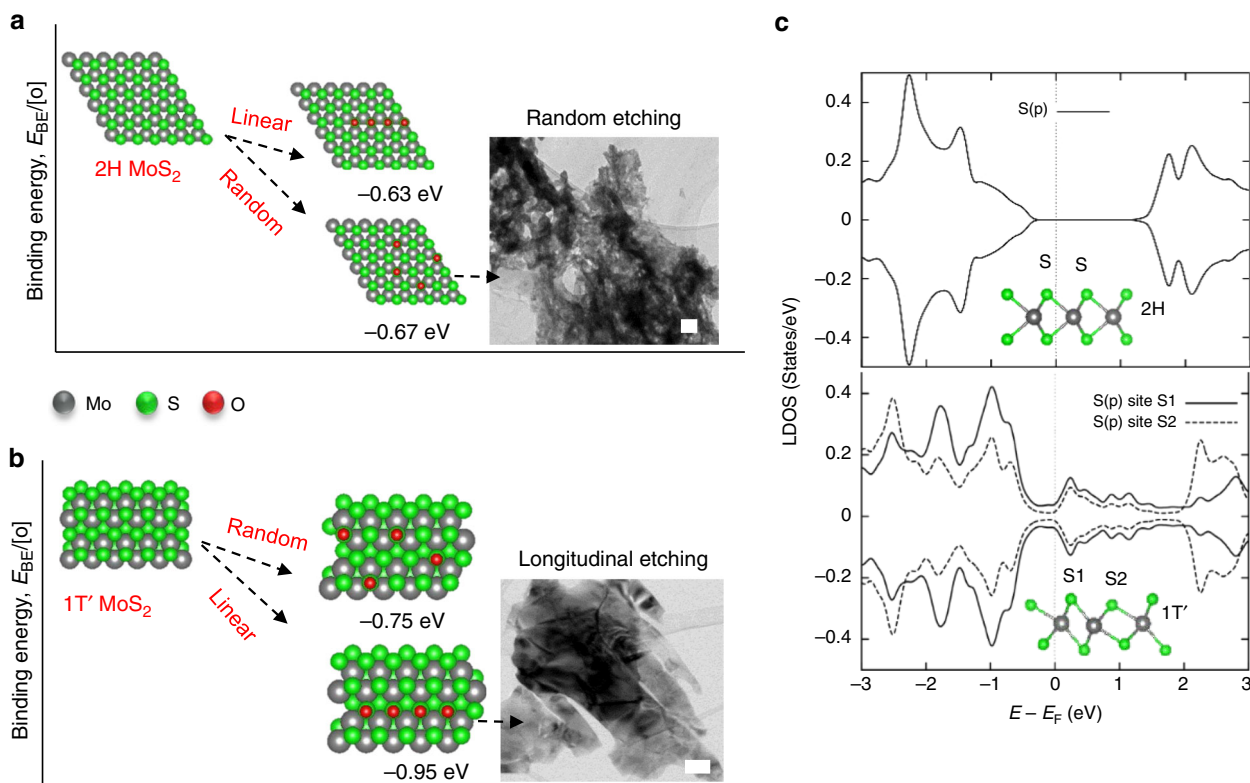 a
Binding energy, E_BE/[o]
2H MoS₂
Linear
Random
−0.63 eV
−0.67 eV
Random etching
Mo
S
O
b
Binding energy, E_BE/[o]
1T′ MoS₂
Random
Linear
−0.75 eV
−0.95 eV
Longitudinal etching
c
LDOS (States/eV)
0.4
0.2
0
−0.2
−0.4
S(p)
S S
2H
0.4
0.2
0
−0.2
−0.4
S(p) site S1
S(p) site S2
S1 S2
1T′
−3 −2 −1 0 1 2 3
E − E_F (eV)